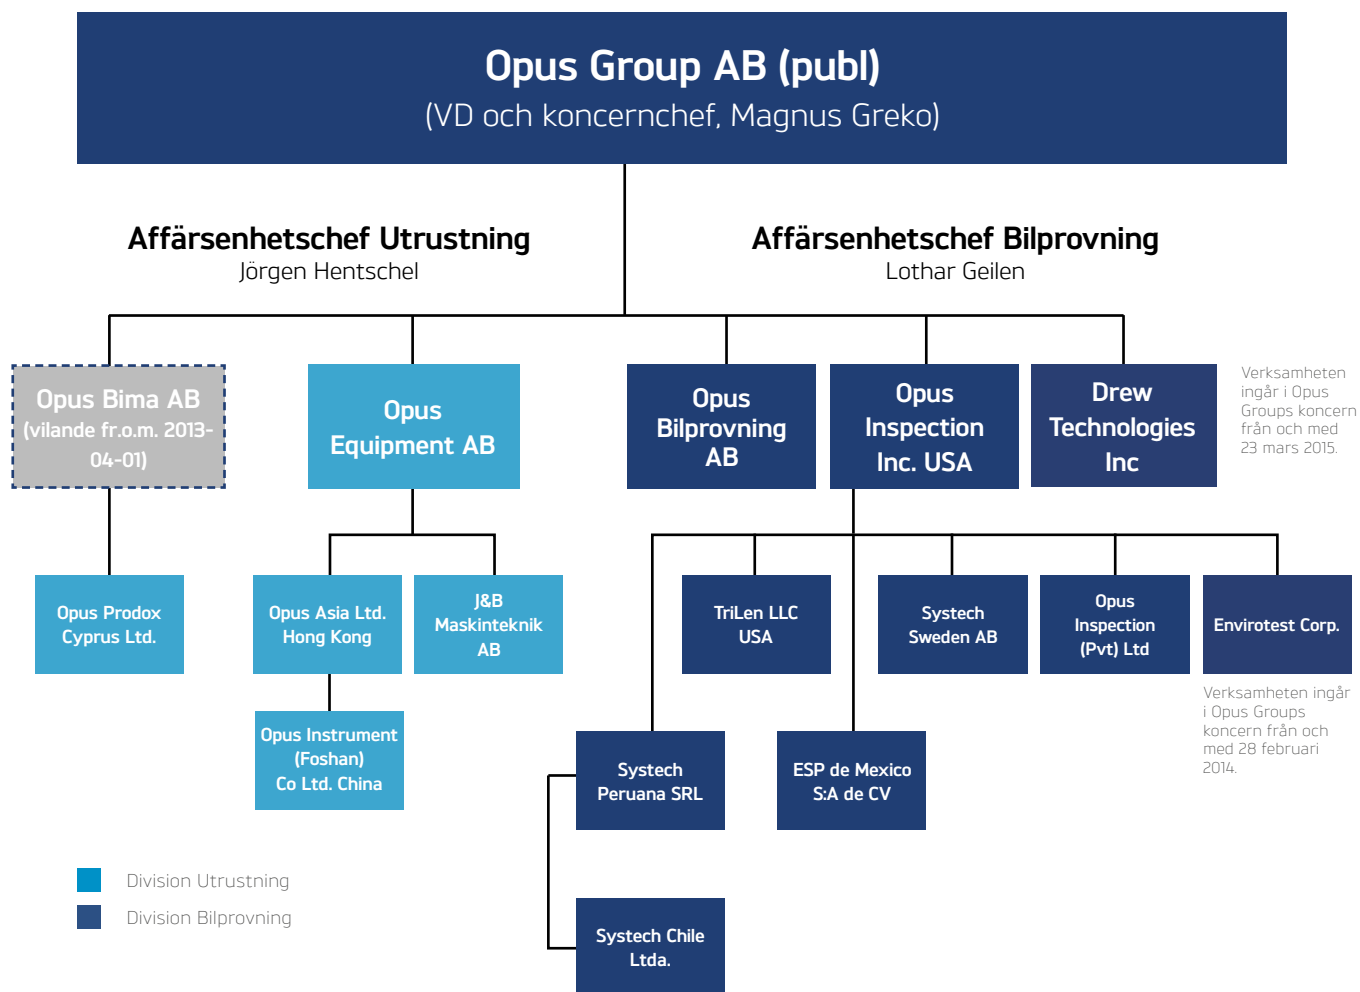 Opus Group AB (publ)
(VD och koncernchef, Magnus Greko)
Affärsenhetschef Utrustning
Jörgen Hentschel
Affärsenhetschef Bilprovning
Lothar Geilen
Opus Bima AB
(vilande fr.o.m. 2013-
04-01)
Opus
Equipment AB
Opus
Bilprovning
AB
Opus
Inspection
Inc. USA
Drew
Technologies
Inc
Verksamheten
ingår i Opus
Groups koncern
från och med
23 mars 2015.
Opus Prodox
Cyprus Ltd.
Opus Asia Ltd.
Hong Kong
J&B
Maskinteknik
AB
TriLen LLC
USA
Systech
Sweden AB
Opus
Inspection
(Pvt) Ltd
Envirotest Corp.
Verksamheten ingår
i Opus Groups
koncern från och
med 28 februari
2014.
Opus Instrument
(Foshan)
Co Ltd. China
Systech
Peruana SRL
ESP de Mexico
S:A de CV
Systech Chile
Ltda.
Division Utrustning
Division Bilprovning